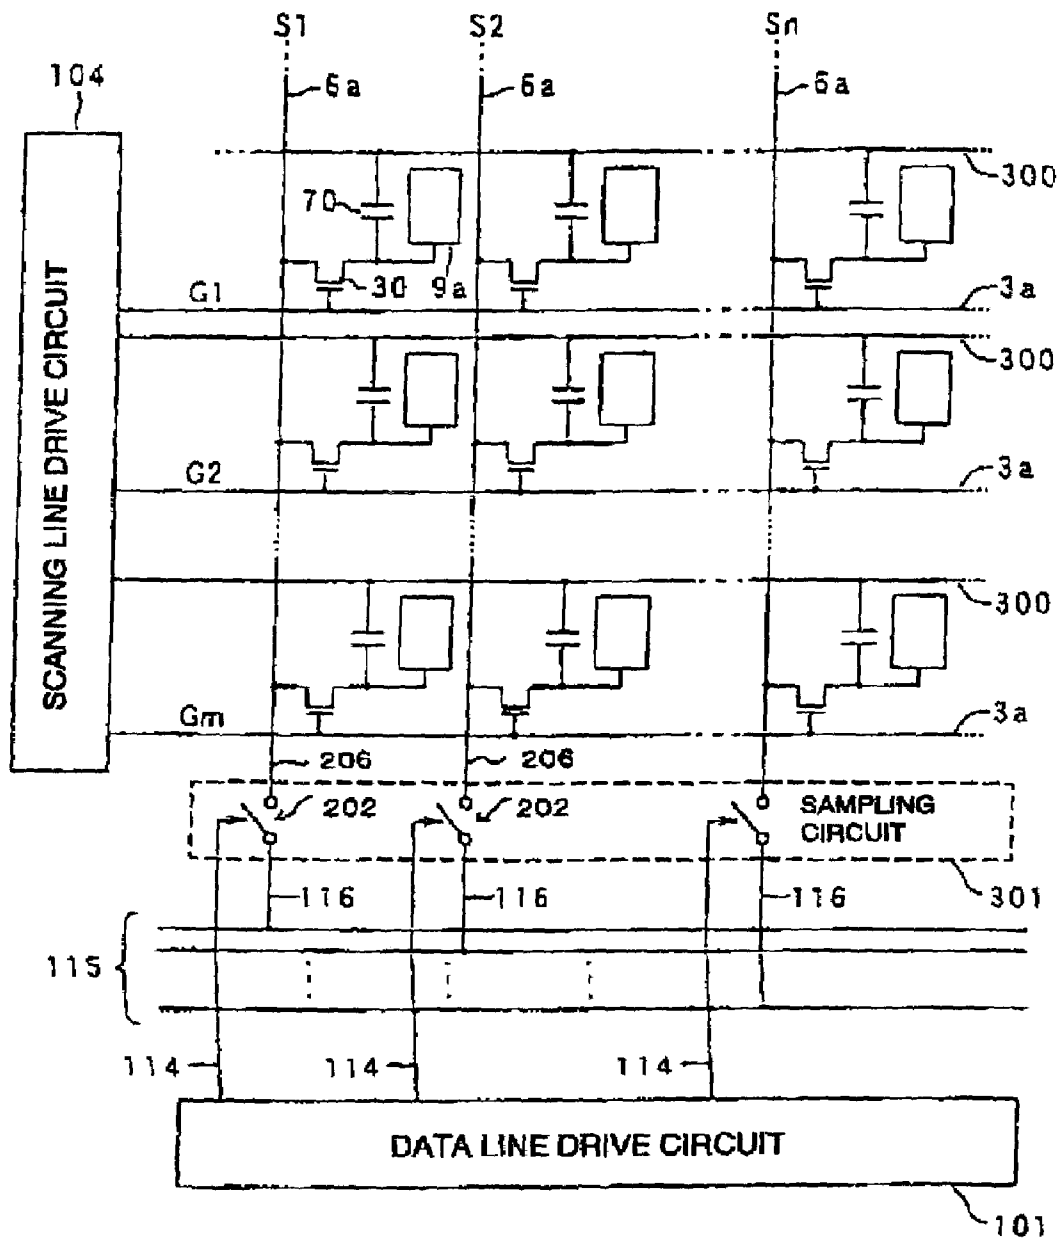 S1 S2 Sn
104 6a 6a 6a
300
70
30 9a
G1 3a
300
SCANNING LINE DRIVE CIRCUIT
G2 3a
300
Gm 3a
206 206
202 202 SAMPLING
CIRCUIT
116 116 116 301
115
114 114 114
DATA LINE DRIVE CIRCUIT
101